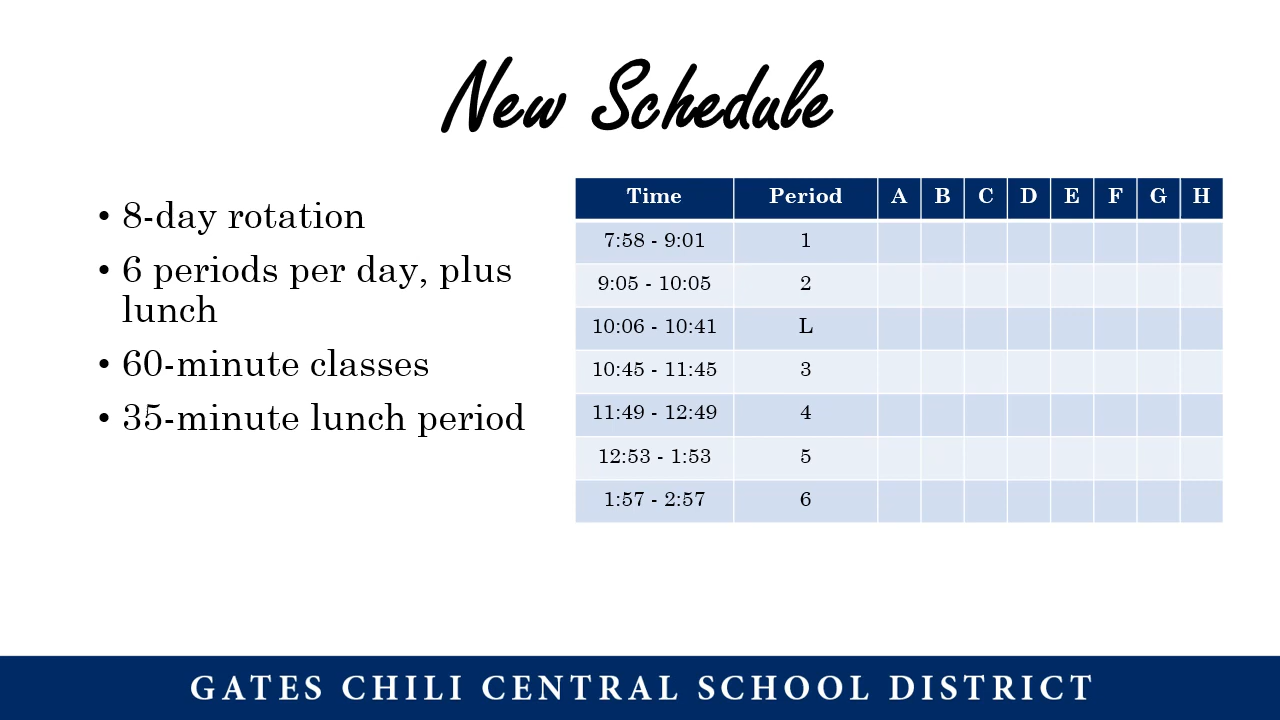 New Schedule
• 8-day rotation
• 6 periods per day, plus
lunch
• 60-minute classes
• 35-minute lunch period
Time Period A B C D E F G H
7:58 - 9:01 1
9:05 - 10:05 2
10:06 - 10:41 L
10:45 - 11:45 3
11:49 - 12:49 4
12:53 - 1:53 5
1:57 - 2:57 6
GATES CHILI CENTRAL SCHOOL DISTRICT